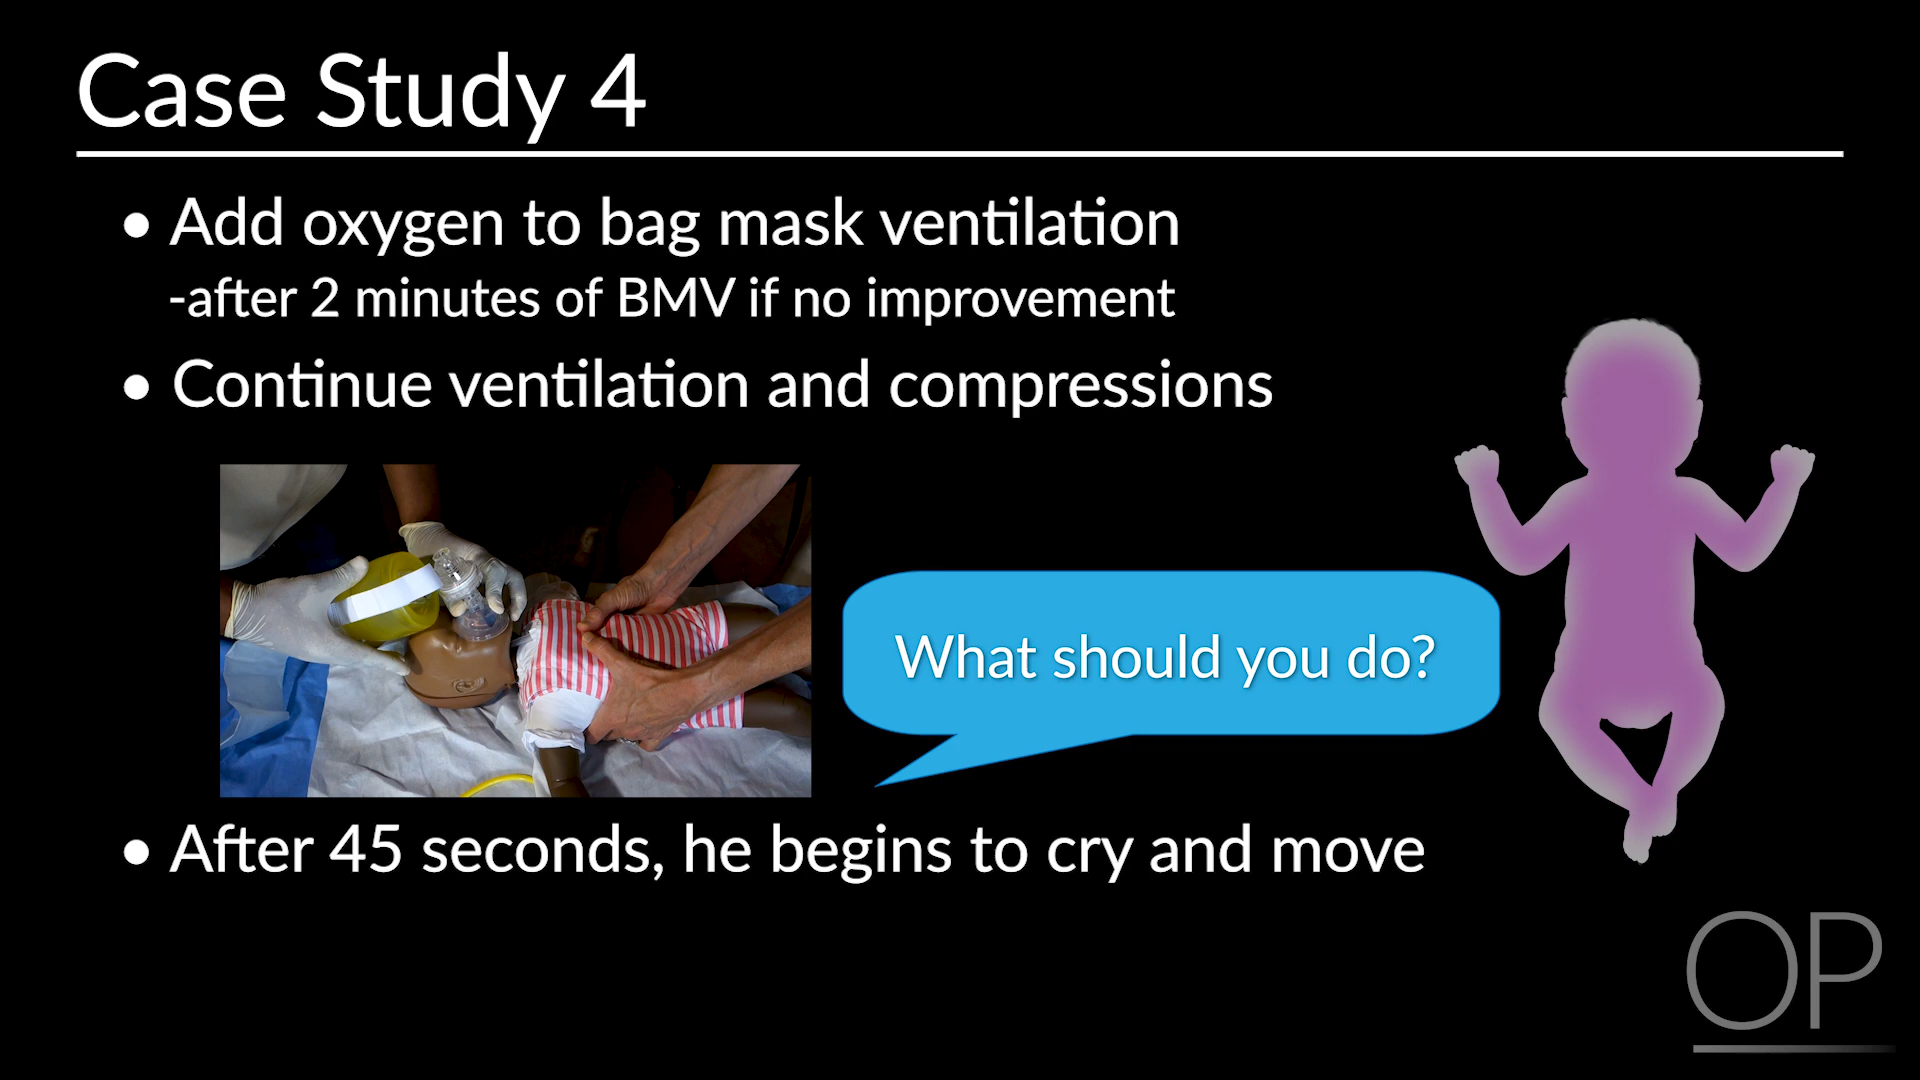 Case Study 4
• Add oxygen to bag mask ventilation
-after 2 minutes of BMV if no improvement
• Continue ventilation and compressions
What should you do?
• After 45 seconds, he begins to cry and move
OP